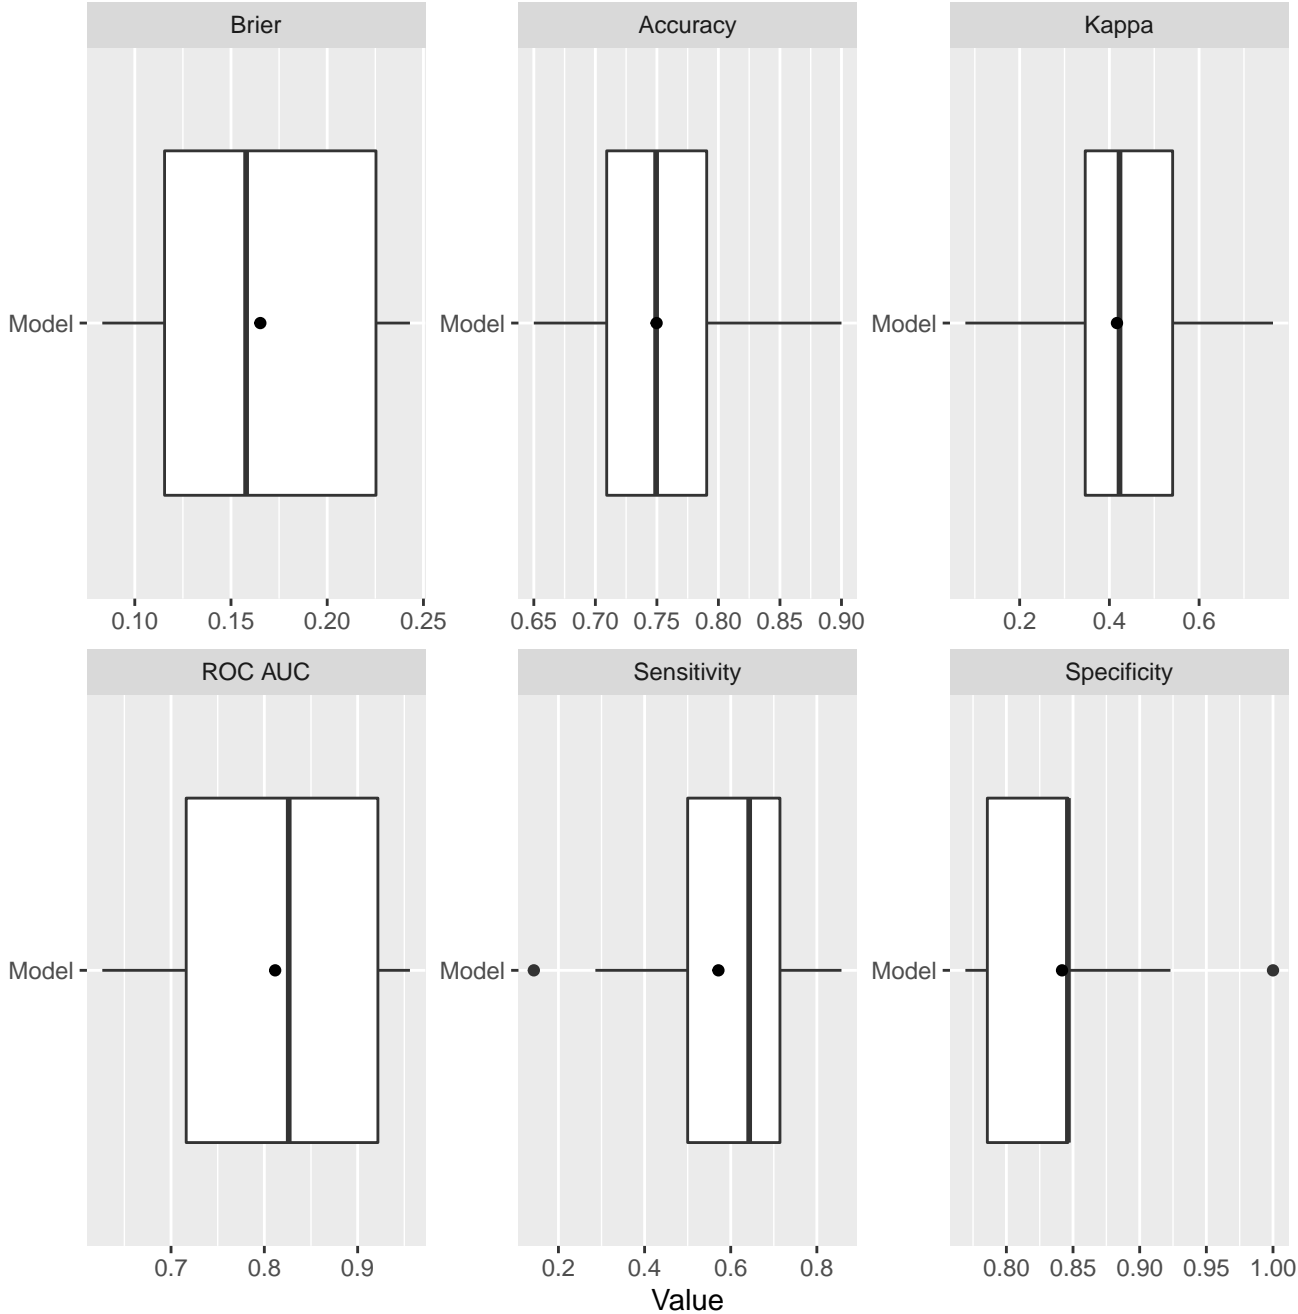 Brier Accuracy Kappa
Model Model Model
0.10 0.15 0.20 0.25 0.65 0.70 0.75 0.80 0.85 0.90 0.2 0.4 0.6
ROC AUC Sensitivity Specificity
Model Model Model
0.7 0.8 0.9 0.2 0.4 0.6 0.8 0.80 0.85 0.90 0.95 1.00
Value